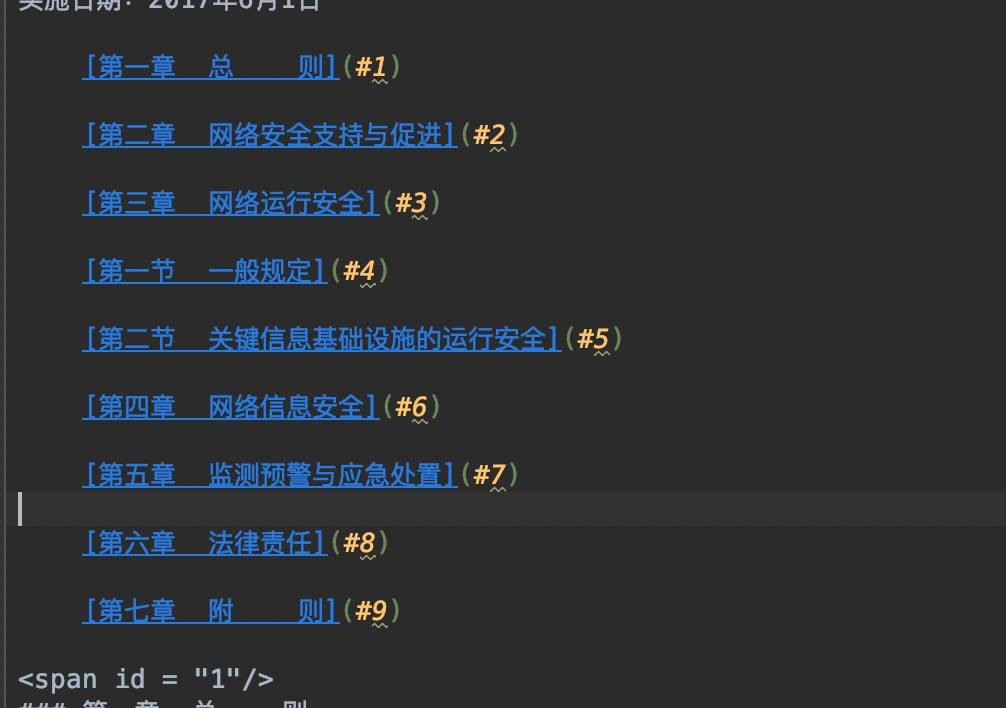 实施日期：2017年6月1日
[第一章　总　　则](#1)
[第二章　网络安全支持与促进](#2)
[第三章　网络运行安全](#3)
[第一节　一般规定](#4)
[第二节　关键信息基础设施的运行安全](#5)
[第四章　网络信息安全](#6)
[第五章　监测预警与应急处置](#7)
[第六章　法律责任](#8)
[第七章　附　　则](#9)
<span id = "1"/>
### 第一章　总　　则